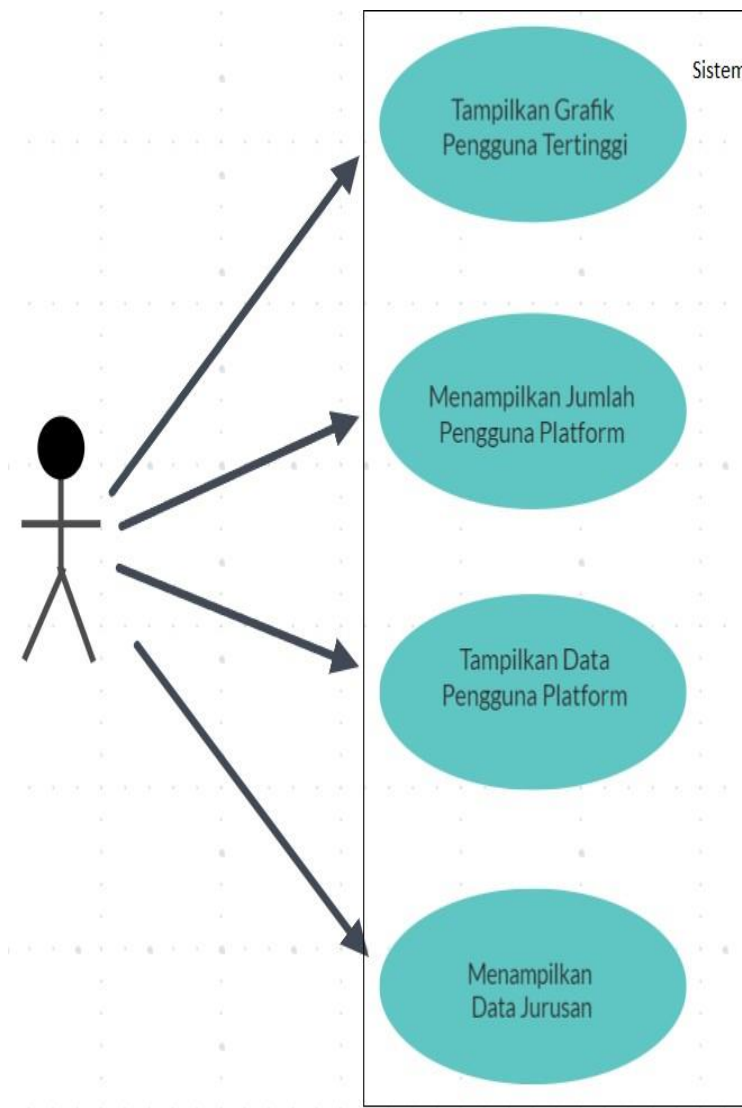 Sistem
Tampilkan Grafik
Pengguna Tertinggi
Menampilkan Jumlah
Pengguna Platform
Tampilkan Data
Pengguna Platform
Menampilkan
Data Jurusan